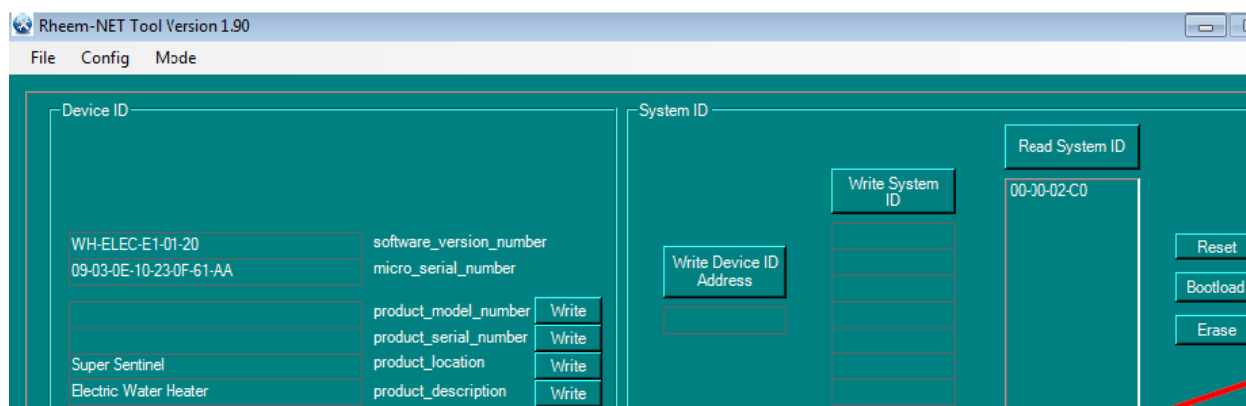 Rheem-NET Tool Version 1.90
File Config Mode
Device ID
WH-ELEC-E1-01-20 software_version_number
09-03-0E-10-23-0F-61-AA micro_serial_number
product_model_number Write
product_serial_number Write
Super Sentinel product_location Write
Electric Water Heater product_description Write
System ID
Read System ID
Write System
ID
00-00-02-C0
Write Device ID
Address
Reset
Bootload
Erase